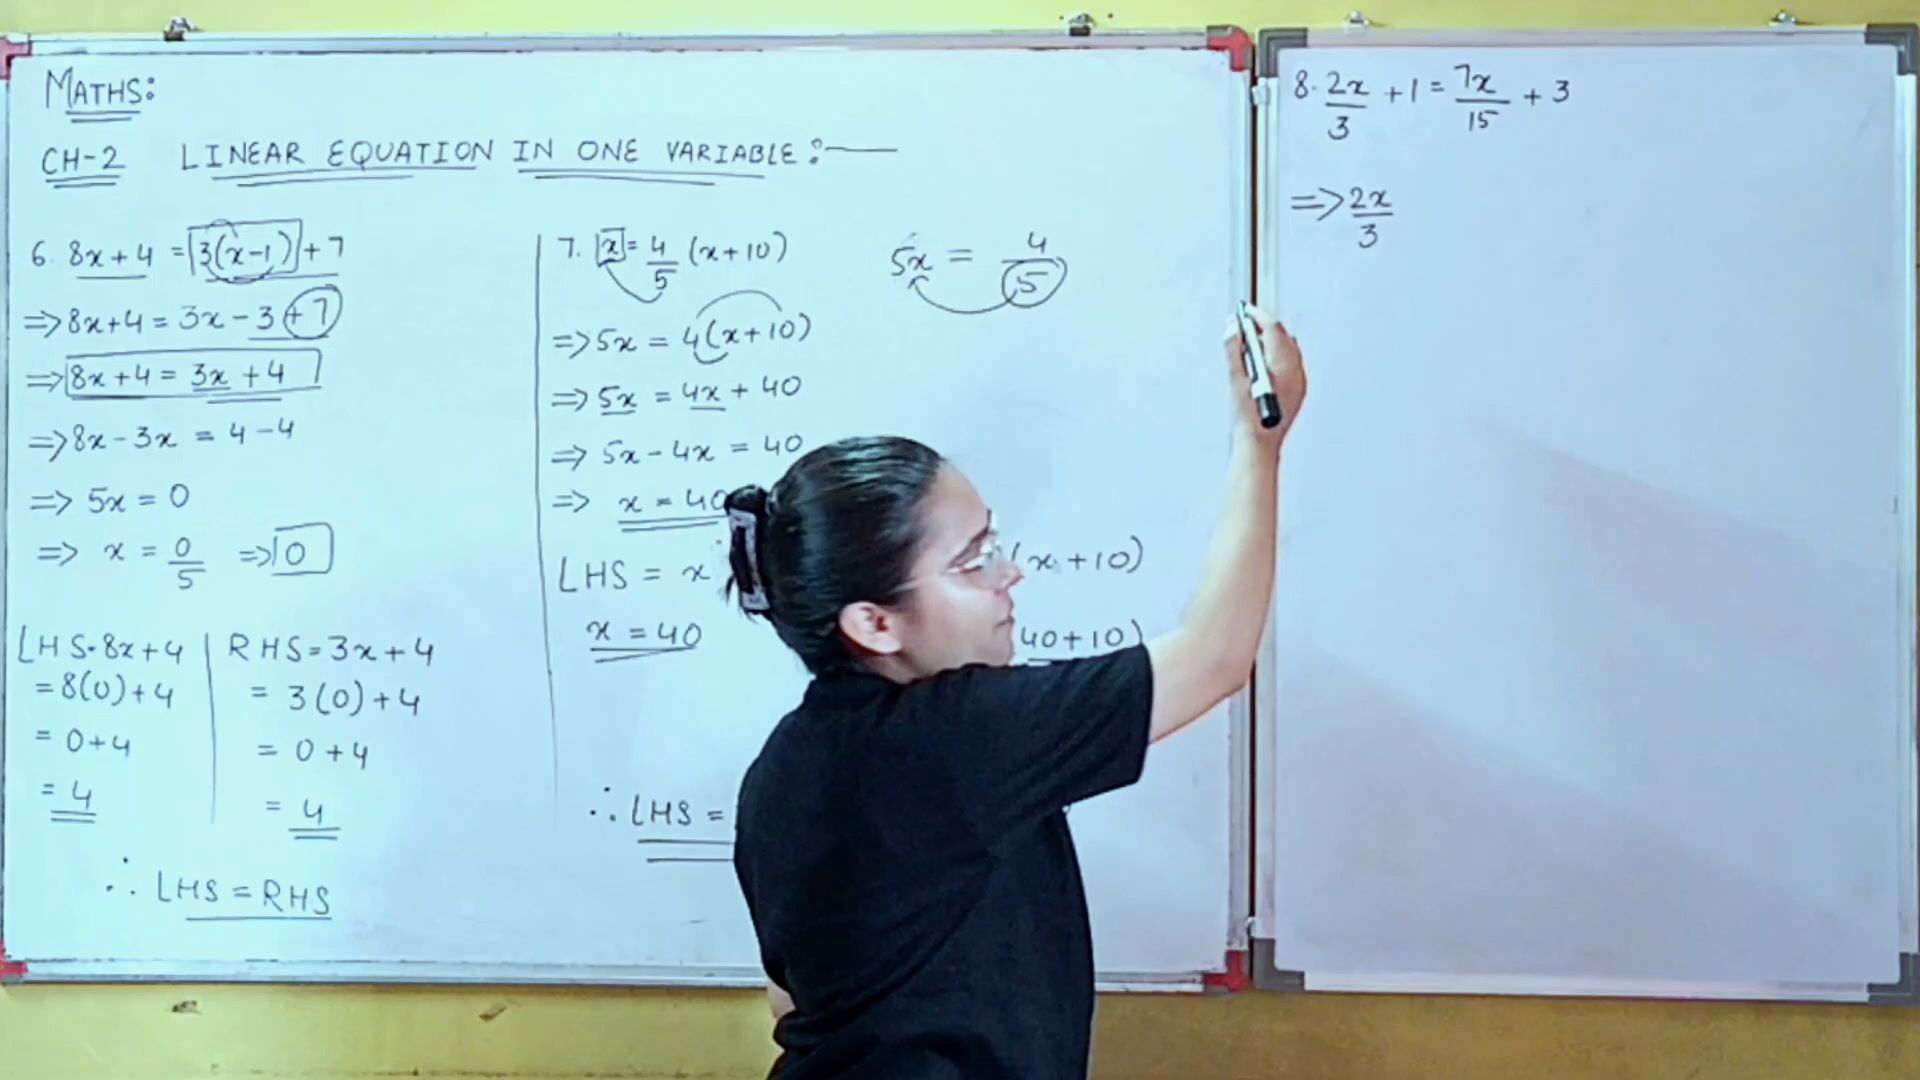 MATHS:
CH-2 LINEAR EQUATION IN ONE VARIABLE:—
6. 8x+4 = 3(x-1) + 7
=> 8x+4 = 3x - 3 + 7
=> 8x+4 = 3x + 4
=> 8x - 3x = 4 - 4
=> 5x = 0
=> x = 0/5 => 0
LHS = 8x+4
= 8(0)+4
= 0+4
= 4
RHS = 3x+4
= 3(0)+4
= 0+4
= 4
∴ LHS = RHS
7. x = 4/5 (x+10)
=> 5x = 4(x+10)
=> 5x = 4x + 40
=> 5x - 4x = 40
=> x = 40
LHS = x
x = 40
(x+10)
40+10)
∴ LHS =
5x = 4/5
8. 2x/3 + 1 = 7x/15 + 3
=> 2x/3